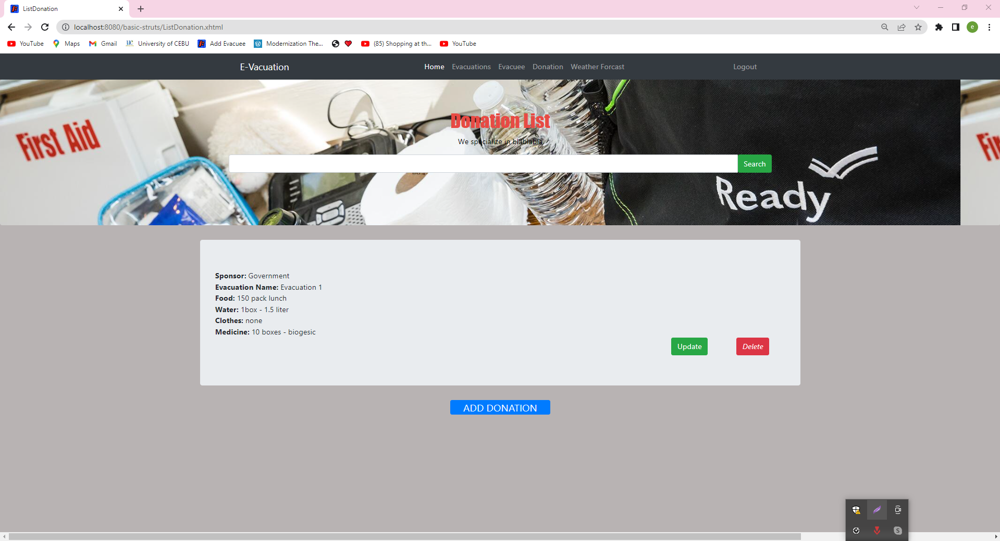 ListDonation
localhost:8080/basic-struts/ListDonation.xhtml
e
YouTube
Maps
Gmail
University of CEBU
Add Evacuee
Modernization The...
(85) Shopping at th...
YouTube
E-Vacuation
Home
Evacuations
Evacuee
Donation
Weather Forcast
Logout
First Aid
Donation List
We specialize in blablabla.
Search
Ready
Sponsor: Government
Evacuation Name: Evacuation 1
Food: 150 pack lunch
Water: 1box - 1.5 liter
Clothes: none
Medicine: 10 boxes - biogesic
Update
Delete
ADD DONATION